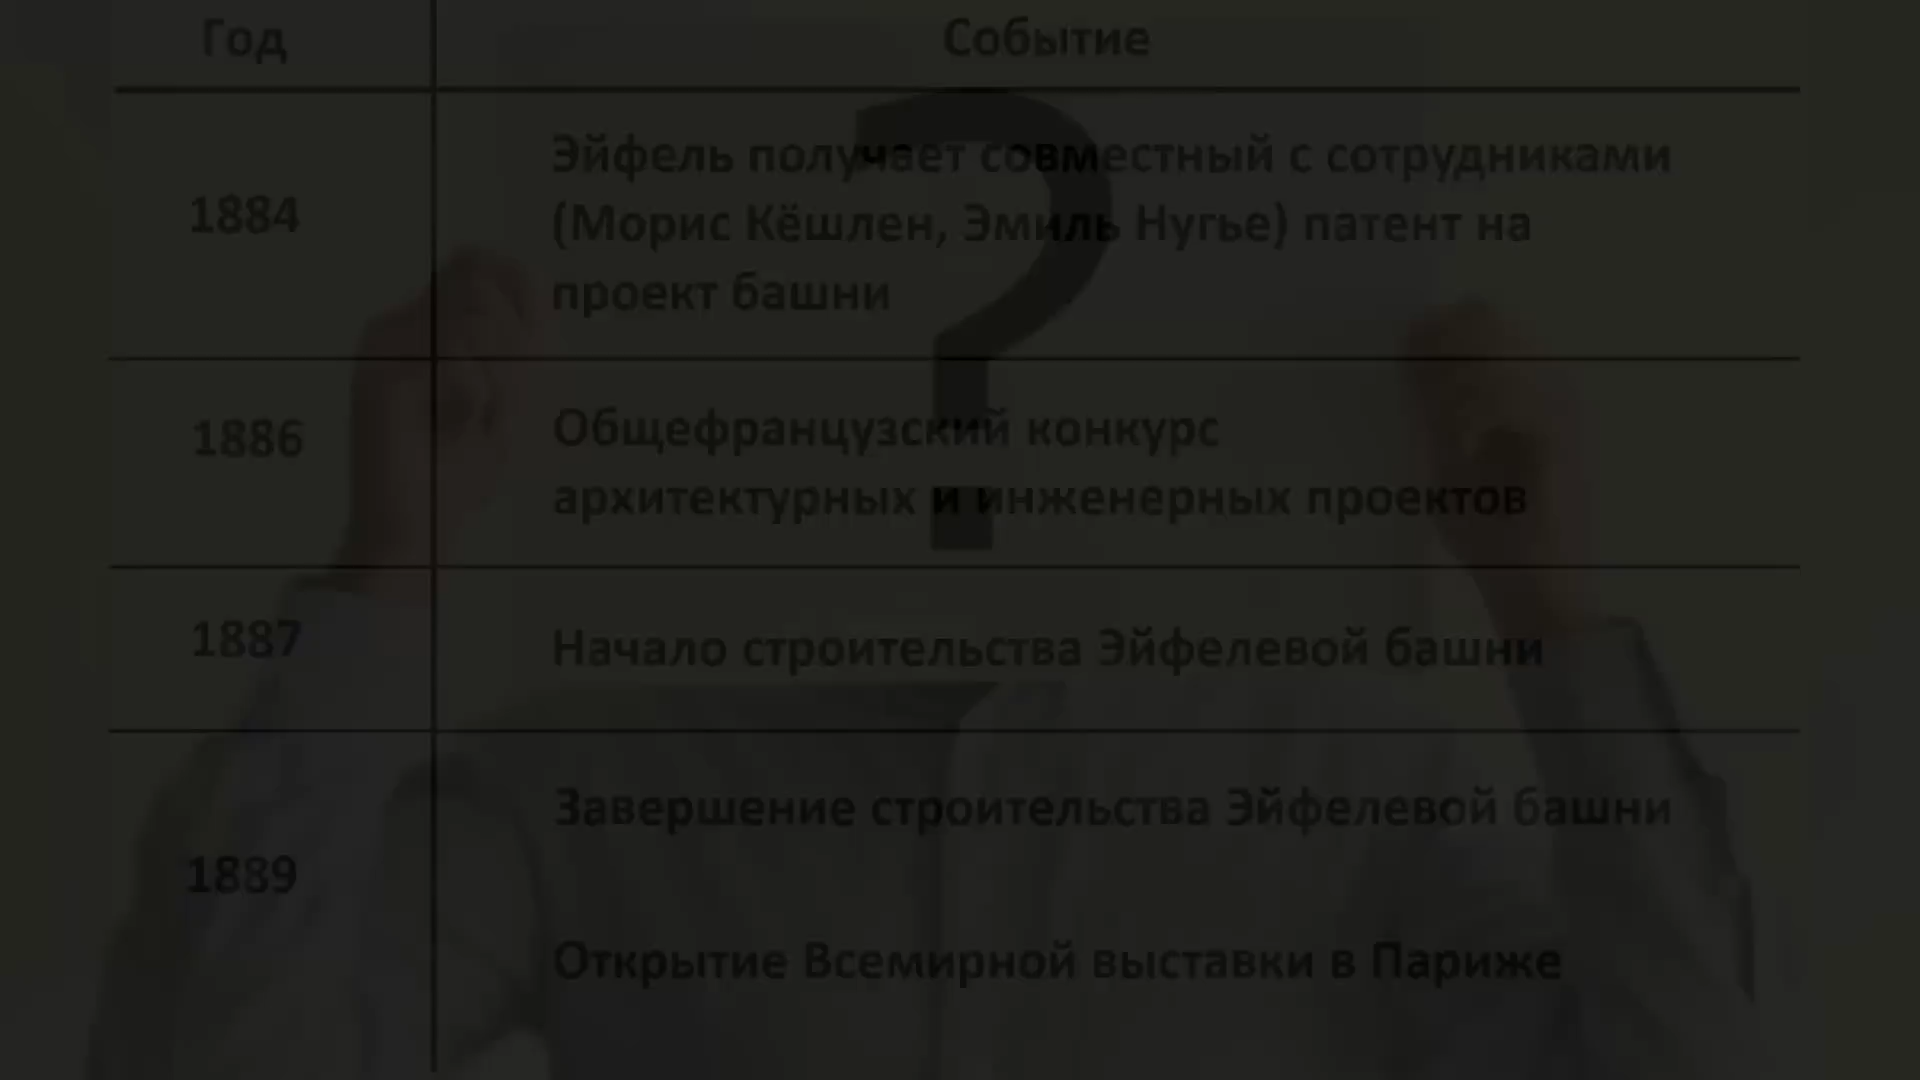 Год
Событие
1884
Эйфель получает совместный с сотрудниками
(Морис Кёшлен, Эмиль Нугье) патент на
проект башни
1886
Общефранцузский конкурс
архитектурных и инженерных проектов
1887
Начало строительства Эйфелевой башни
1889
Завершение строительства Эйфелевой башни
Открытие Всемирной выставки в Париже
?